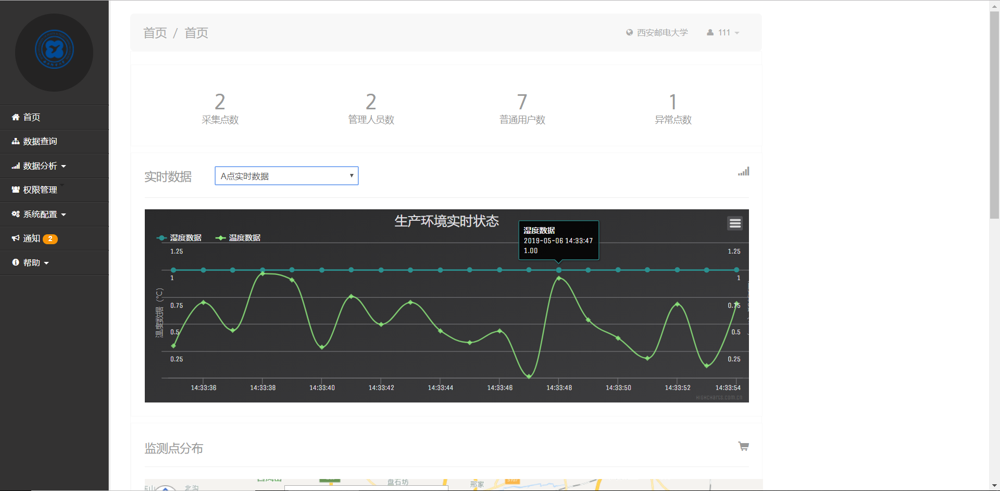 首页 / 首页
西安邮电大学
111
首页
数据查询
数据分析
权限管理
系统配置
通知 2
帮助
2
采集点数
2
管理人员数
7
普通用户数
1
异常点数
实时数据
A点实时数据
生产环境实时状态
湿度数据
温度数据
湿度数据
2019-05-06 14:33:47
1.00
温度数据（℃）
1.25
1
0.75
0.5
0.25
1.25
1
0.75
0.5
0.25
14:33:36
14:33:38
14:33:40
14:33:42
14:33:44
14:33:46
14:33:48
14:33:50
14:33:52
14:33:54
Highcharts.com.cn
监测点分布
盘石坊
邢家
北沟